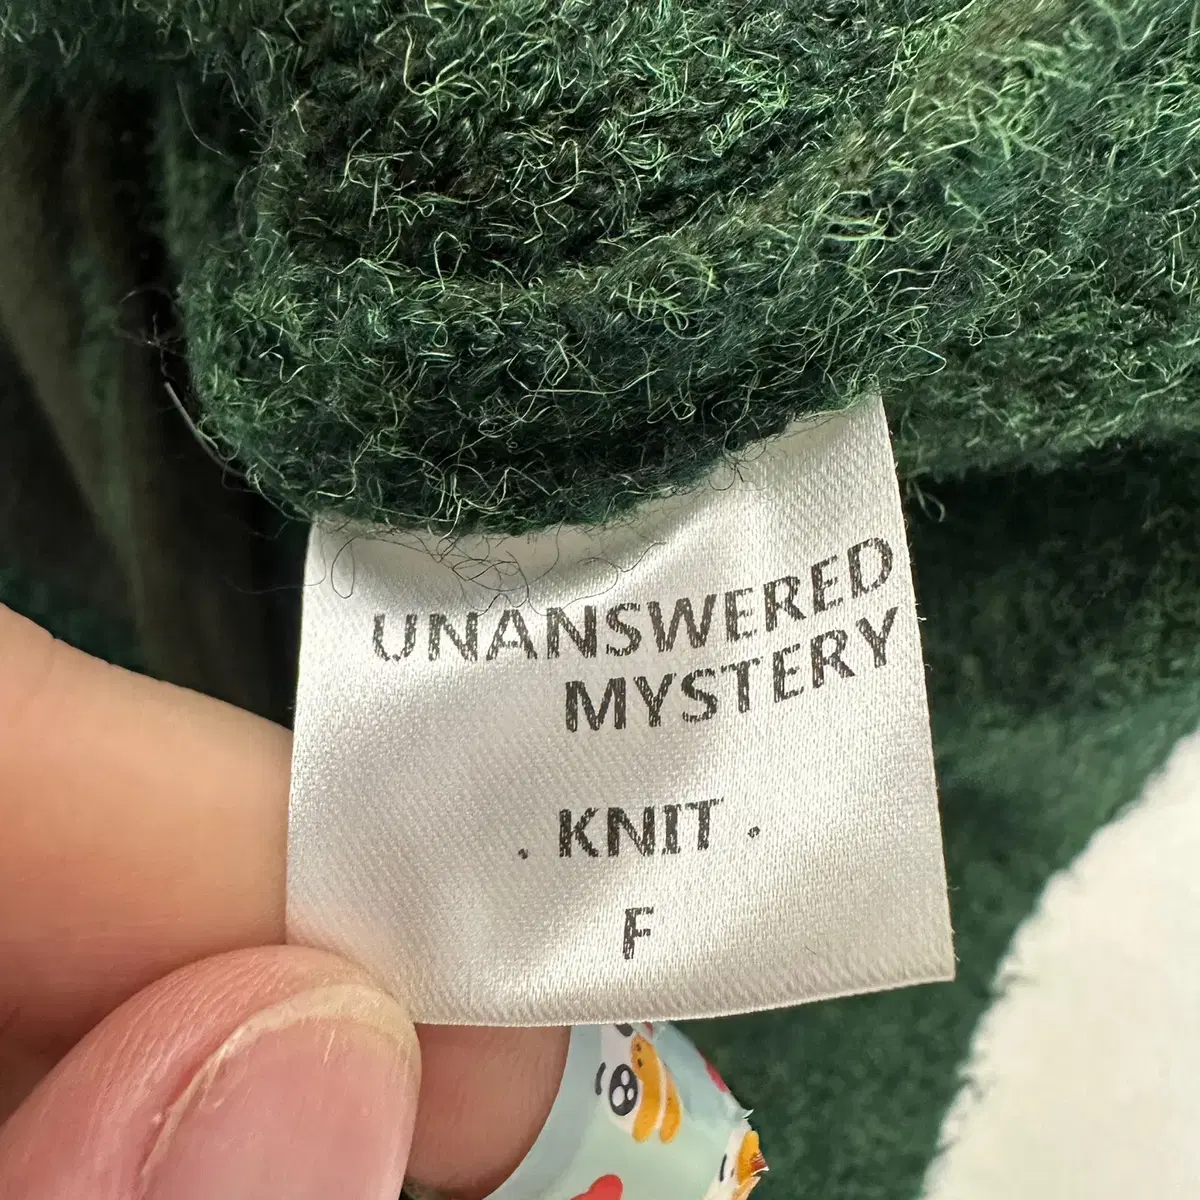 UNANSWERED
MYSTERY
. KNIT .
F